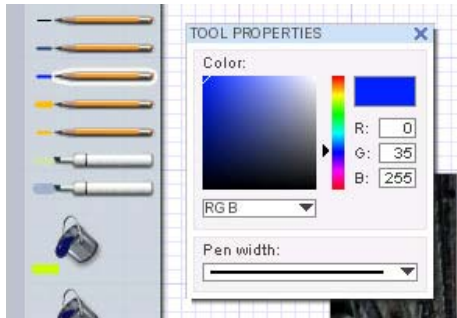 TOOL PROPERTIES
Color:
R: 0
G: 35
B: 255
RGB
Pen width: